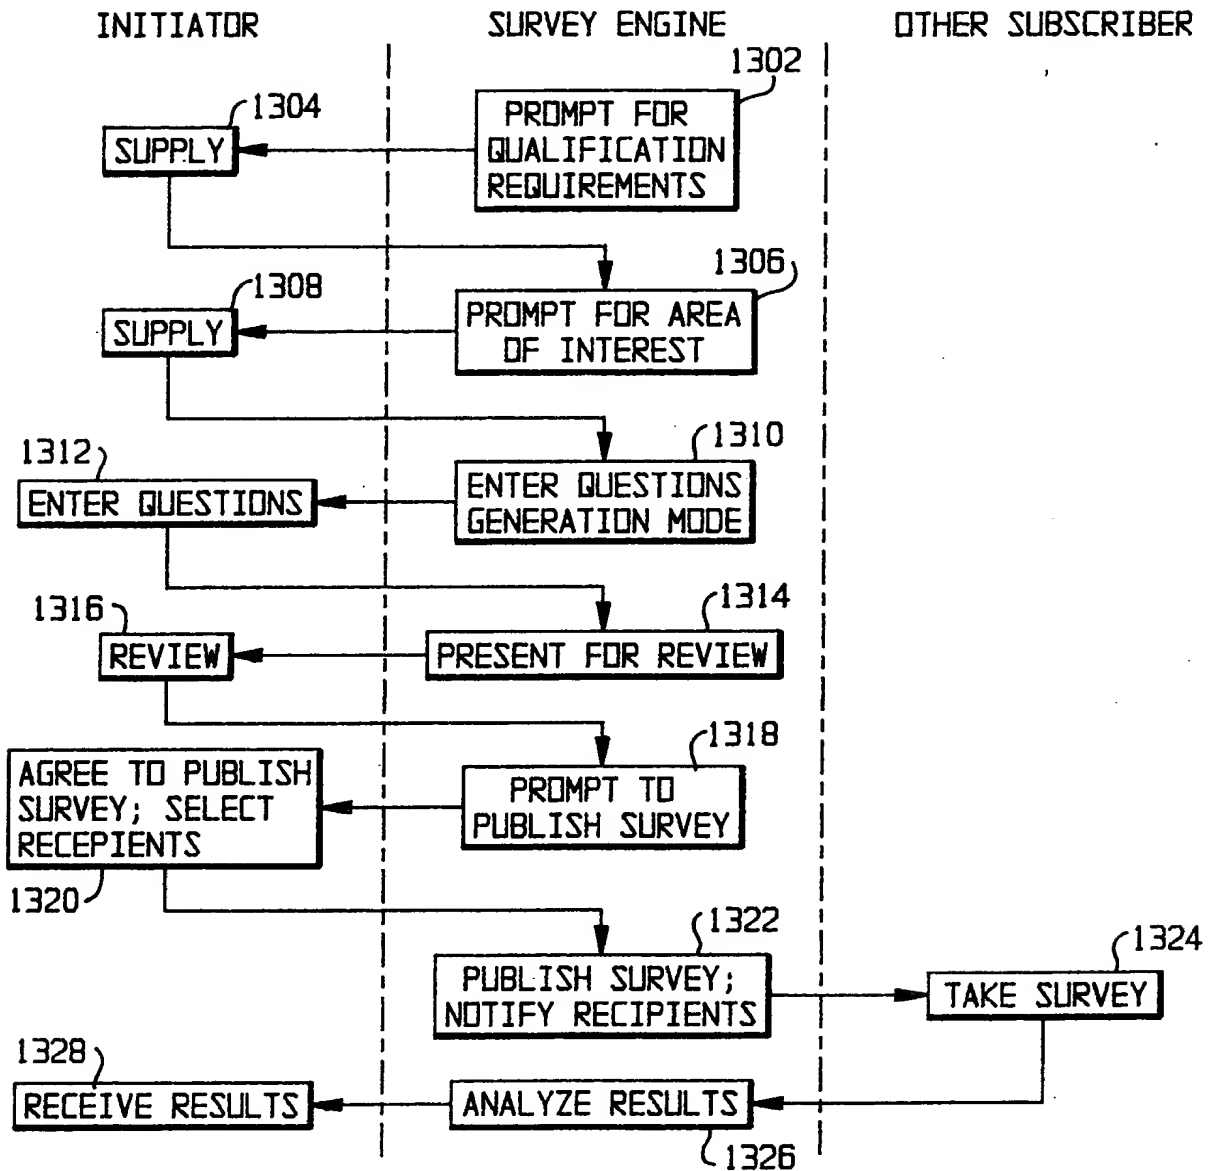 INITIATOR
SURVEY ENGINE
OTHER SUBSCRIBER
1302
PROMPT FOR
QUALIFICATION
REQUIREMENTS
1304
SUPPLY
1306
PROMPT FOR AREA
OF INTEREST
1308
SUPPLY
1310
ENTER QUESTIONS
GENERATION MODE
1312
ENTER QUESTIONS
1314
PRESENT FOR REVIEW
1316
REVIEW
1318
PROMPT TO
PUBLISH SURVEY
AGREE TO PUBLISH
SURVEY; SELECT
RECEPIENTS
1320
1322
PUBLISH SURVEY;
NOTIFY RECIPIENTS
1324
TAKE SURVEY
ANALYZE RESULTS
1326
1328
RECEIVE RESULTS